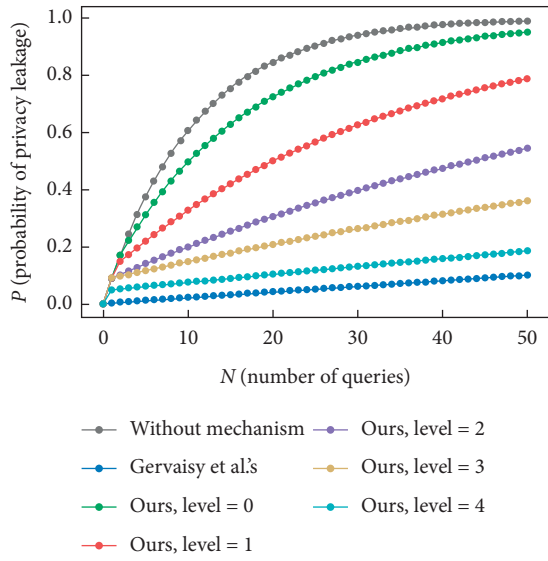 1.0
0.8
0.6
0.4
0.2
0.0
P (probability of privacy leakage)
0 10 20 30 40 50
N (number of queries)
Without mechanism
Gervaisy et al.'s
Ours, level = 0
Ours, level = 1
Ours, level = 2
Ours, level = 3
Ours, level = 4